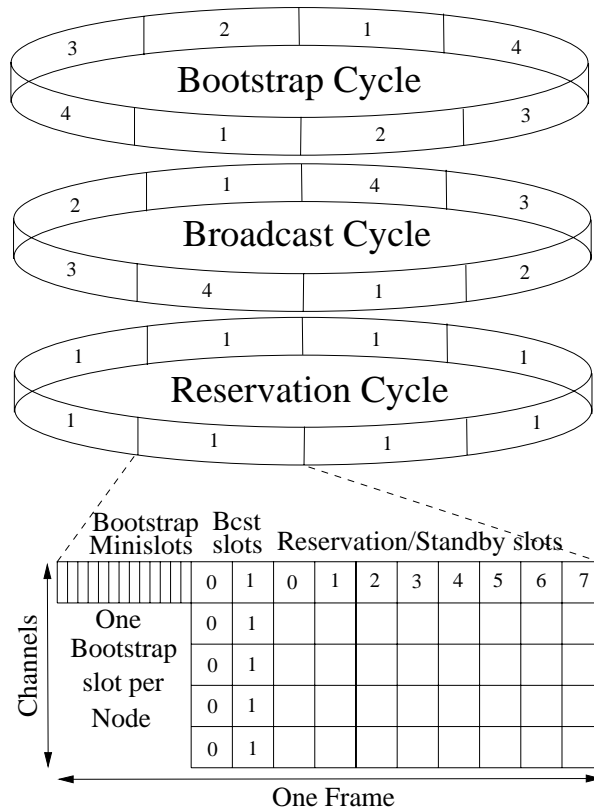 3 2 1 4
Bootstrap Cycle
4 1 2 3
2 1 4 3
Broadcast Cycle
3 4 1 2
1 1 1 1
Reservation Cycle
1 1 1 1
Bootstrap
Minislots
Bcst
slots
Reservation/Standby slots
0 1 0 1 2 3 4 5 6 7
One
Bootstrap
slot per
Node
0 1
0 1
0 1
0 1
Channels
One Frame